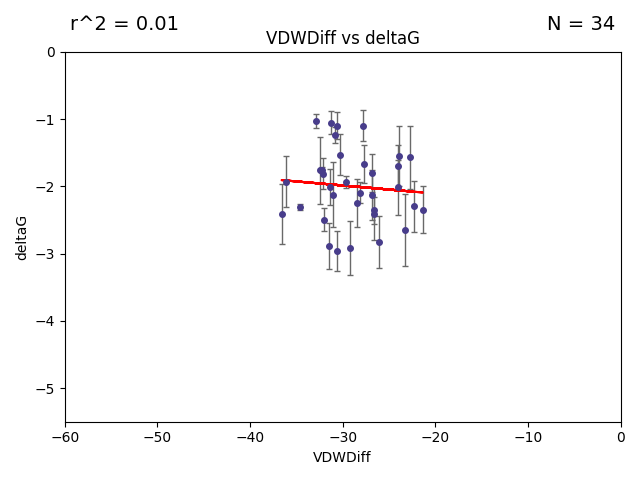 r^2 = 0.01
N = 34
VDWDiff vs deltaG
0
−1
−2
−3
−4
−5
deltaG
−60 −50 −40 −30 −20 −10 0
VDWDiff